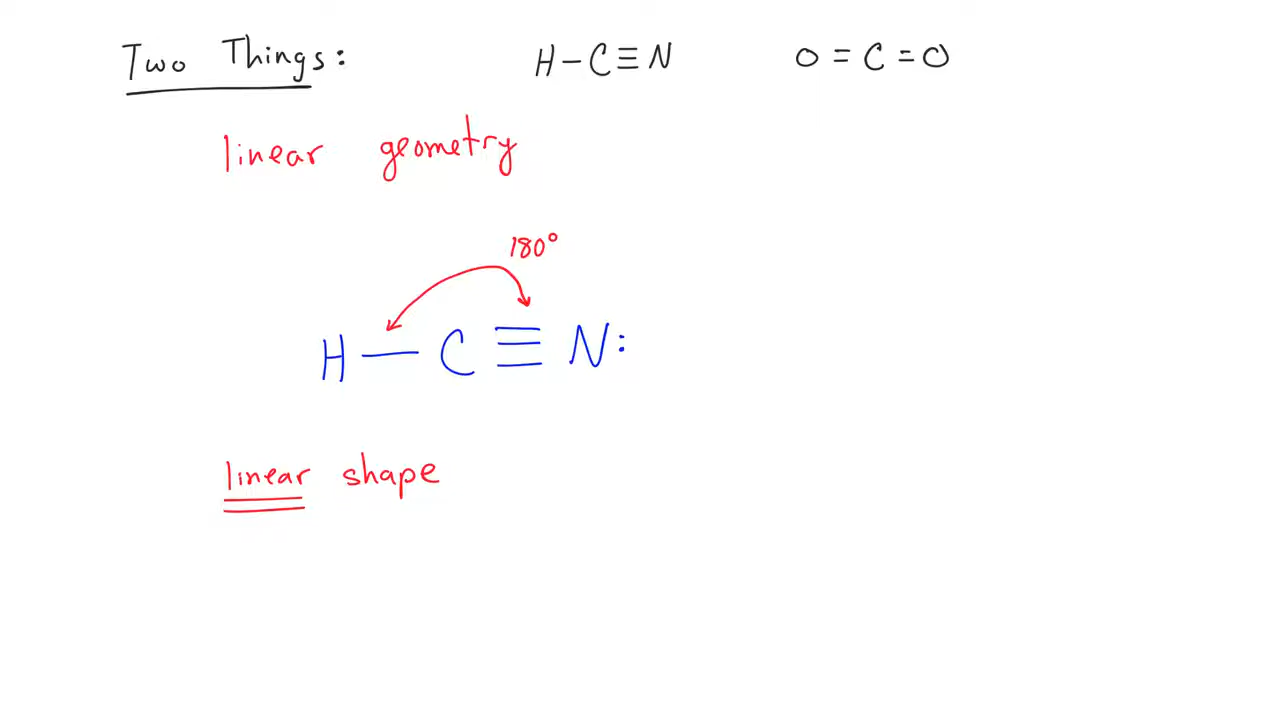 Two Things: H-C≡N O=C=O
linear geometry
180°
H-C≡N:
linear shape